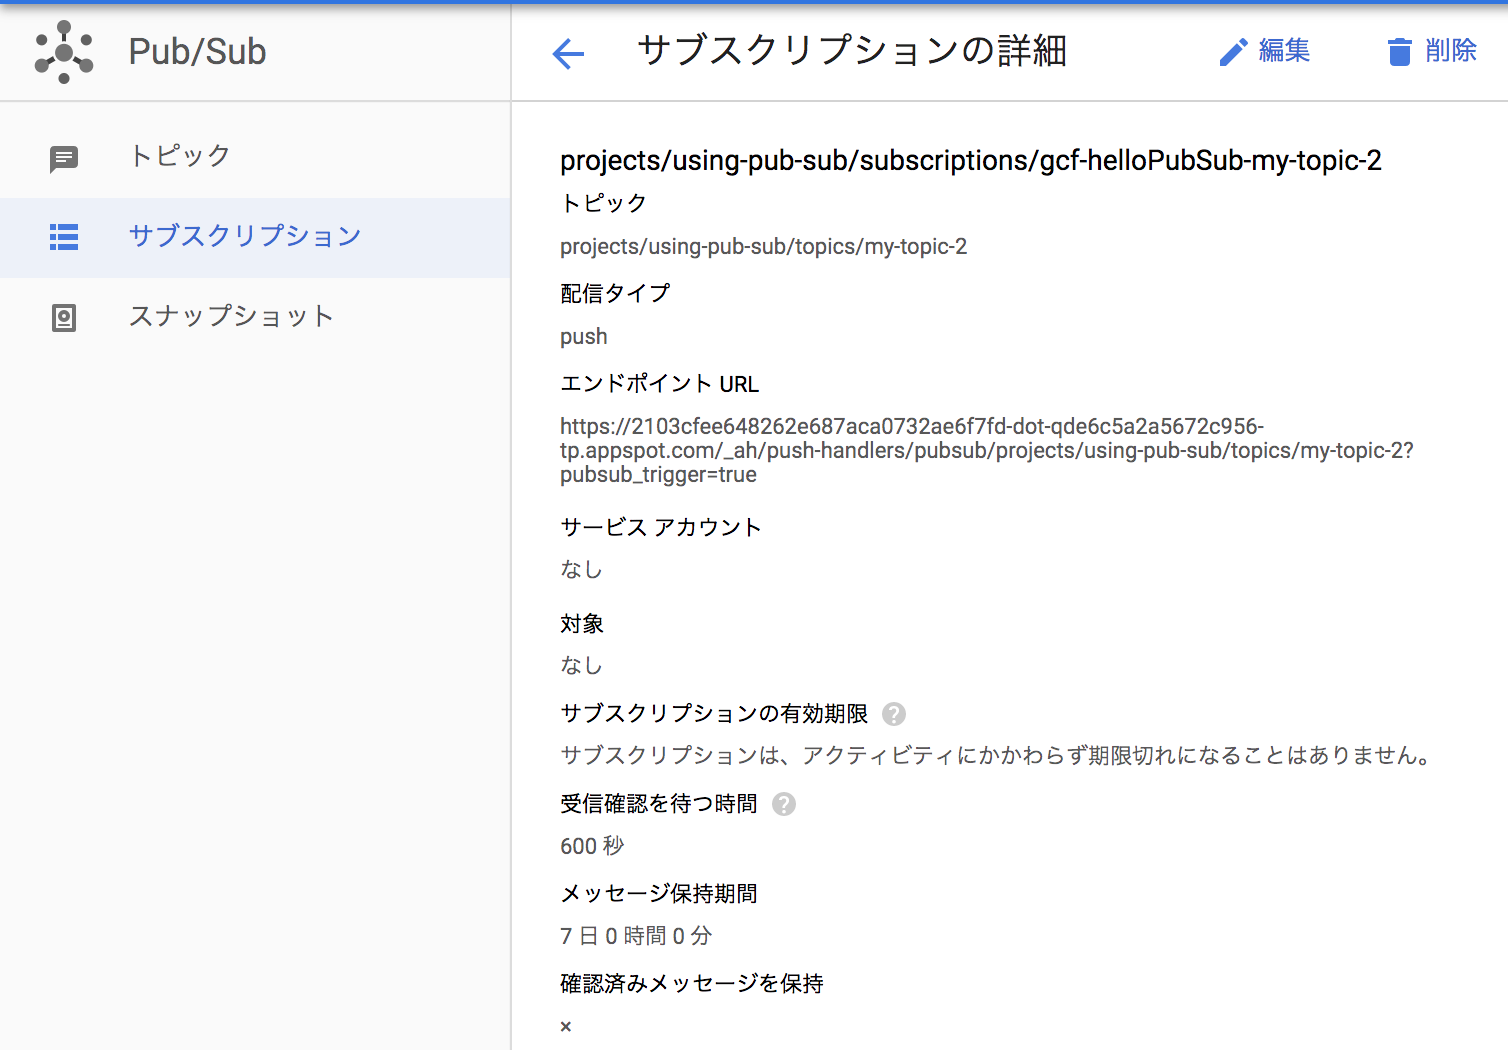 Pub/Sub
サブスクリプションの詳細
編集
削除
トピック
サブスクリプション
スナップショット
projects/using-pub-sub/subscriptions/gcf-helloPubSub-my-topic-2
トピック
projects/using-pub-sub/topics/my-topic-2
配信タイプ
push
エンドポイント URL
https://2103cfee648262e687aca0732ae6f7fd-dot-qde6c5a2a5672c956-
tp.appspot.com/_ah/push-handlers/pubsub/projects/using-pub-sub/topics/my-topic-2?
pubsub_trigger=true
サービス アカウント
なし
対象
なし
サブスクリプションの有効期限
サブスクリプションは、アクティビティにかかわらず期限切れになることはありません。
受信確認を待つ時間
600 秒
メッセージ保持期間
7 日 0 時間 0 分
確認済みメッセージを保持
×